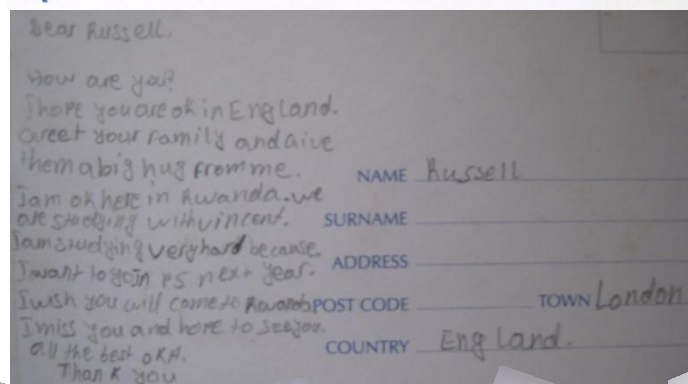 Dear Russell.
How are you?
I hope you are ok in England.
Greet your family and give
them a big hug from me.
I am ok here in Rwanda. we
are studying with vincent.
I am studying very hard because
I want to join P5 next year.
I wish you will come to Rwanda
I miss you and hope to see you.
all the best
Thank you
NAME Russell
SURNAME
ADDRESS
POST CODE TOWN London
COUNTRY England.